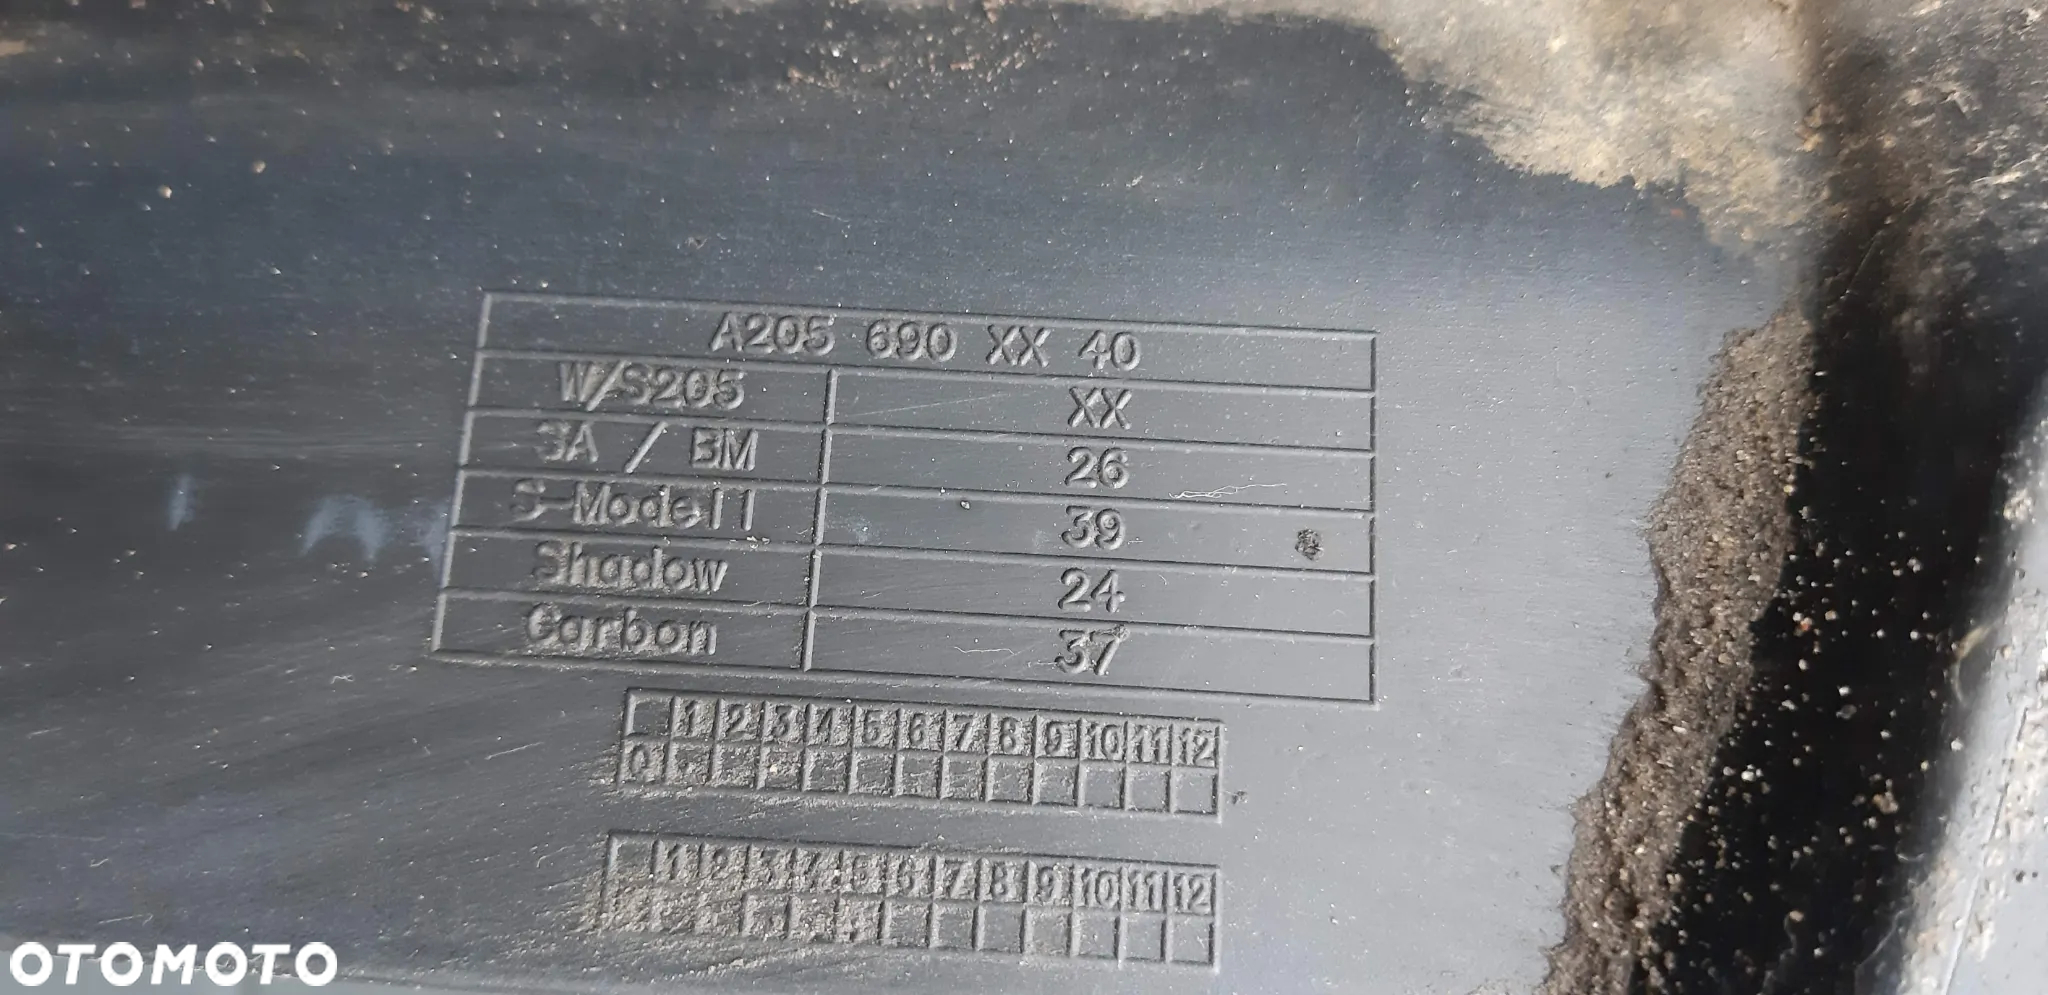 A205 690 XX 40
W/S205 XX
BA / BM 26
S-Modell 39
Shadow 24
Carbon 37
1 2 3 4 5 6 7 8 9 10 11 12
0
1 2 3 4 5 6 7 8 9 10 11 12
OTOMOTO